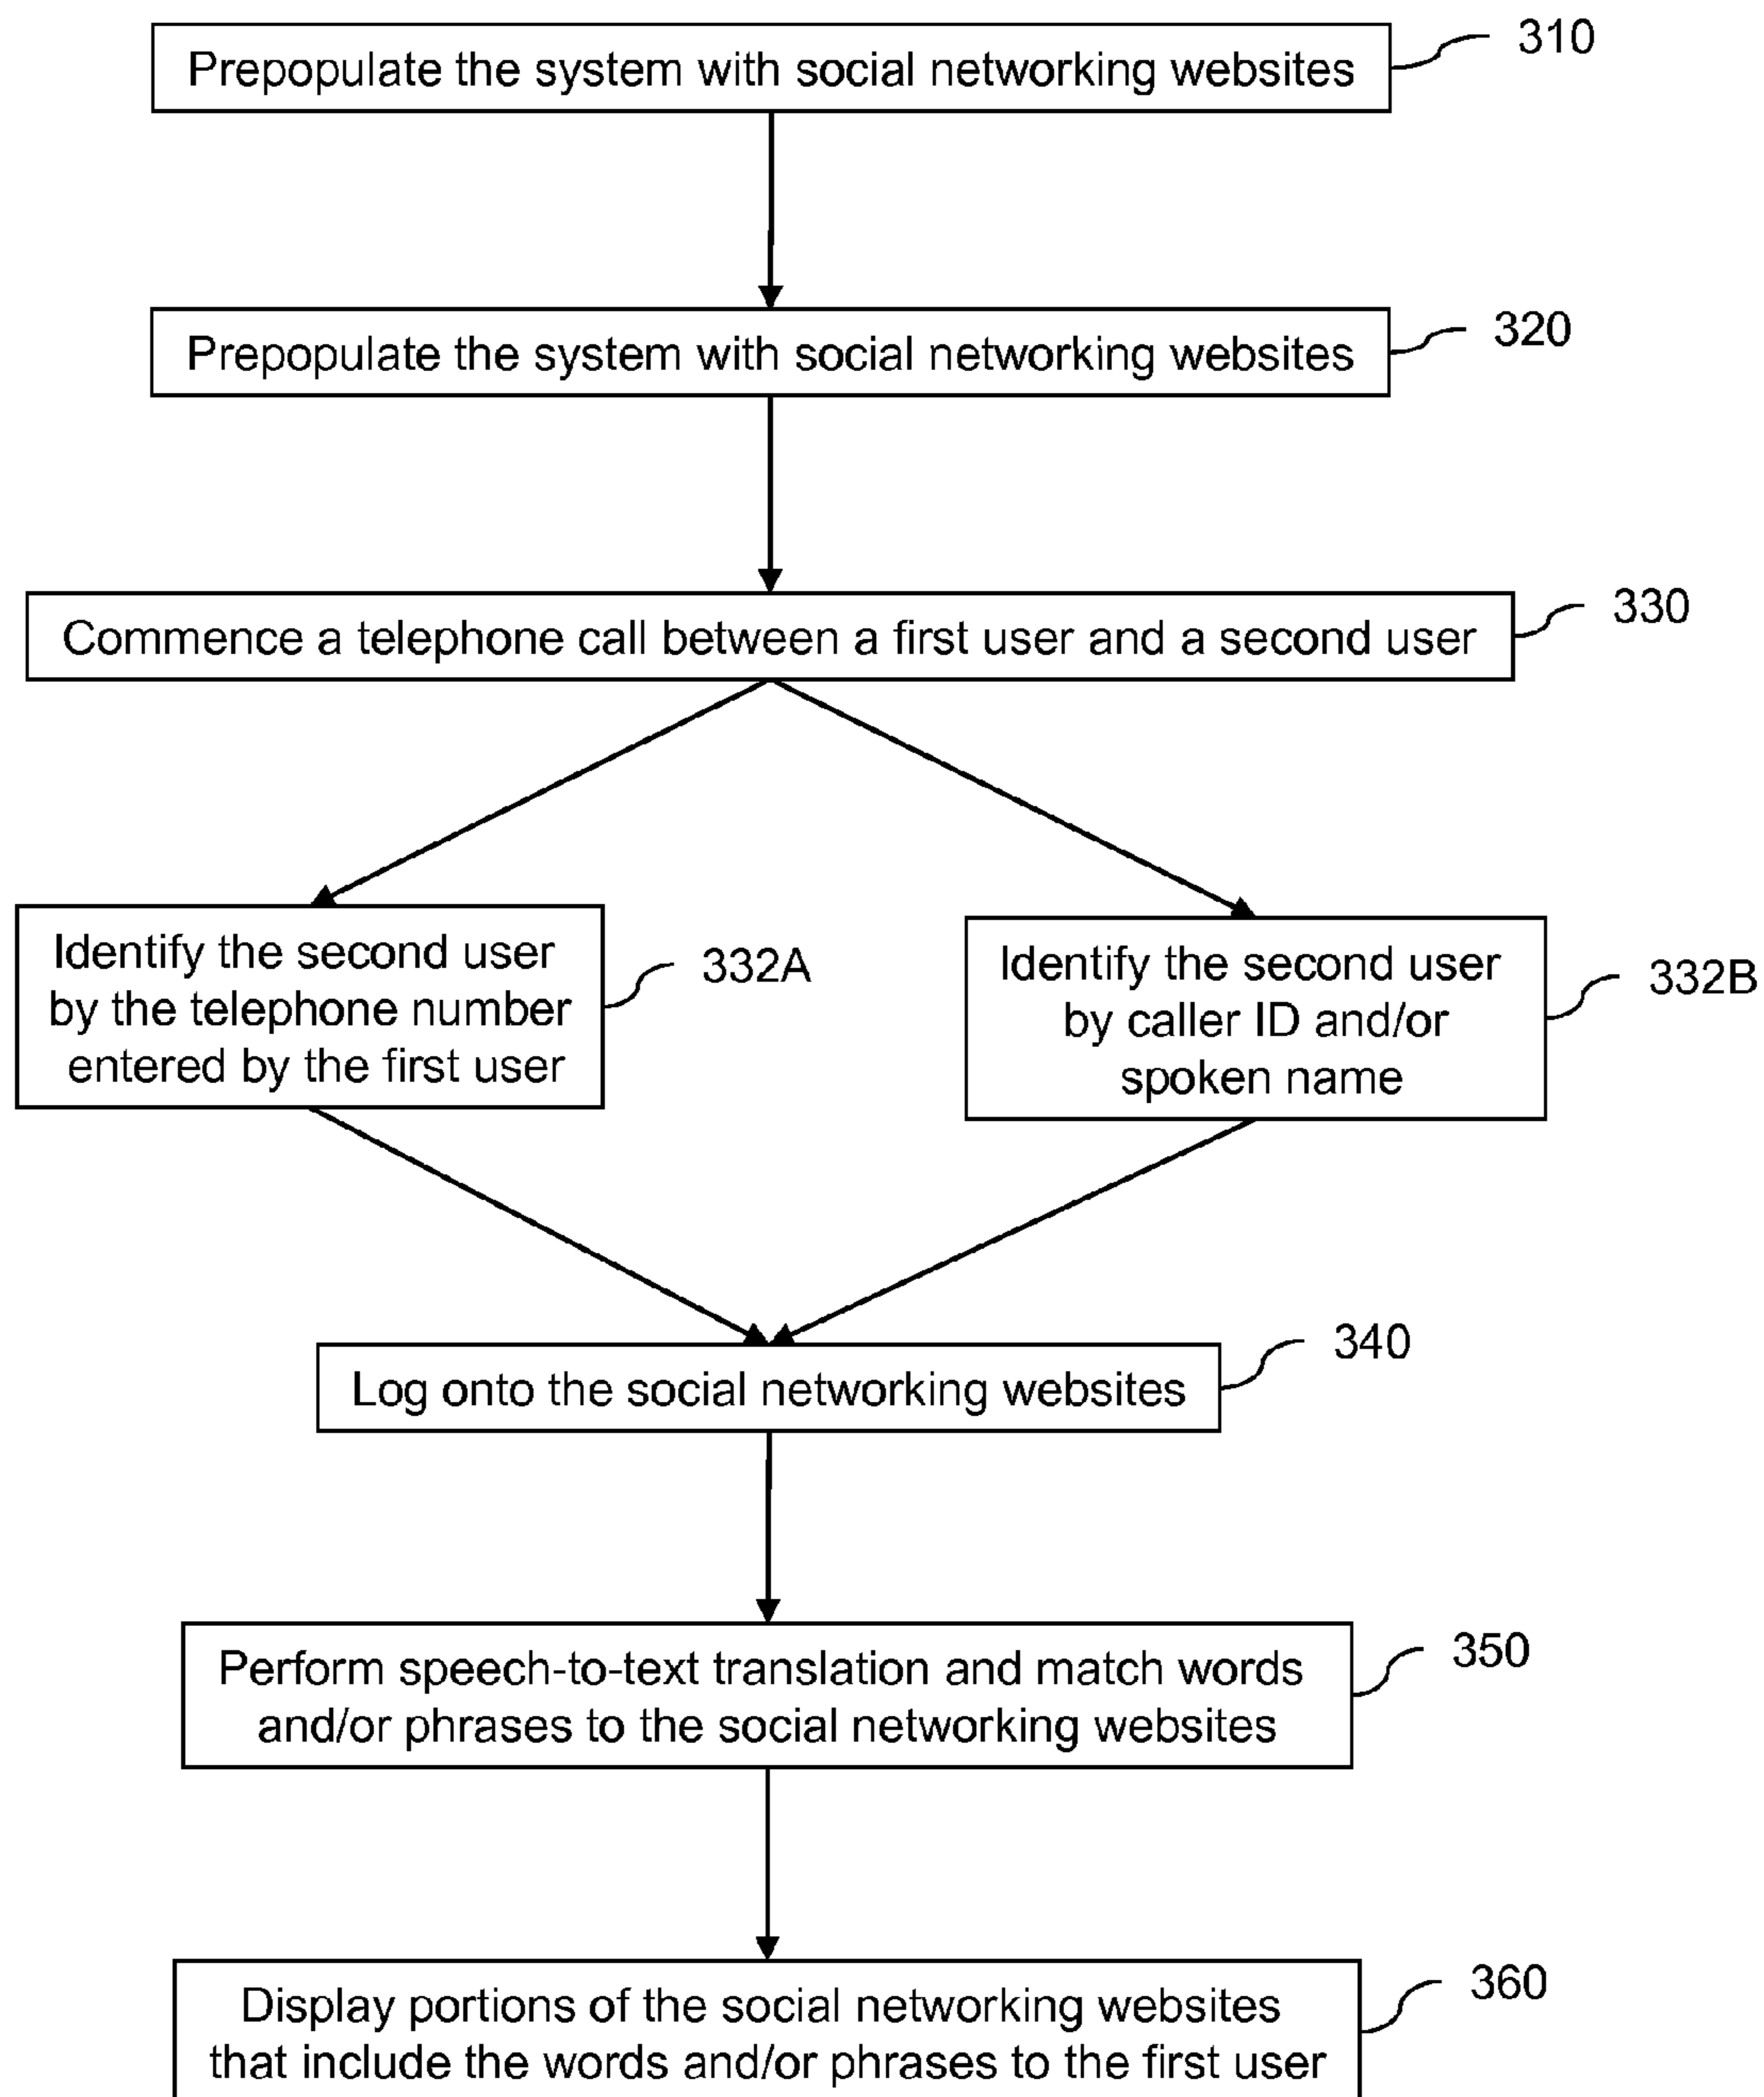 310
Prepopulate the system with social networking websites
320
Prepopulate the system with social networking websites
330
Commence a telephone call between a first user and a second user
Identify the second user
by the telephone number
entered by the first user
332A
Identify the second user
by caller ID and/or
spoken name
332B
340
Log onto the social networking websites
350
Perform speech-to-text translation and match words
and/or phrases to the social networking websites
360
Display portions of the social networking websites
that include the words and/or phrases to the first user